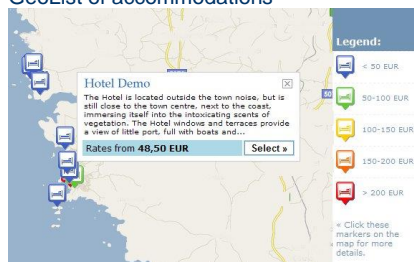 GeoList of accommodations
Legend:
Hotel Demo
The Hotel is located outside the town noise, but is
still close to the town centre, next to the coast,
immersing itself into the intoxicating scents of
vegetation. The Hotel windows and terraces provide
a view of little port, full with boats and...
Rates from 48,50 EUR
Select »
50
< 50 EUR
50-100 EUR
100-150 EUR
150-200 EUR
> 200 EUR
« Click these
markers on the
map for more
details.